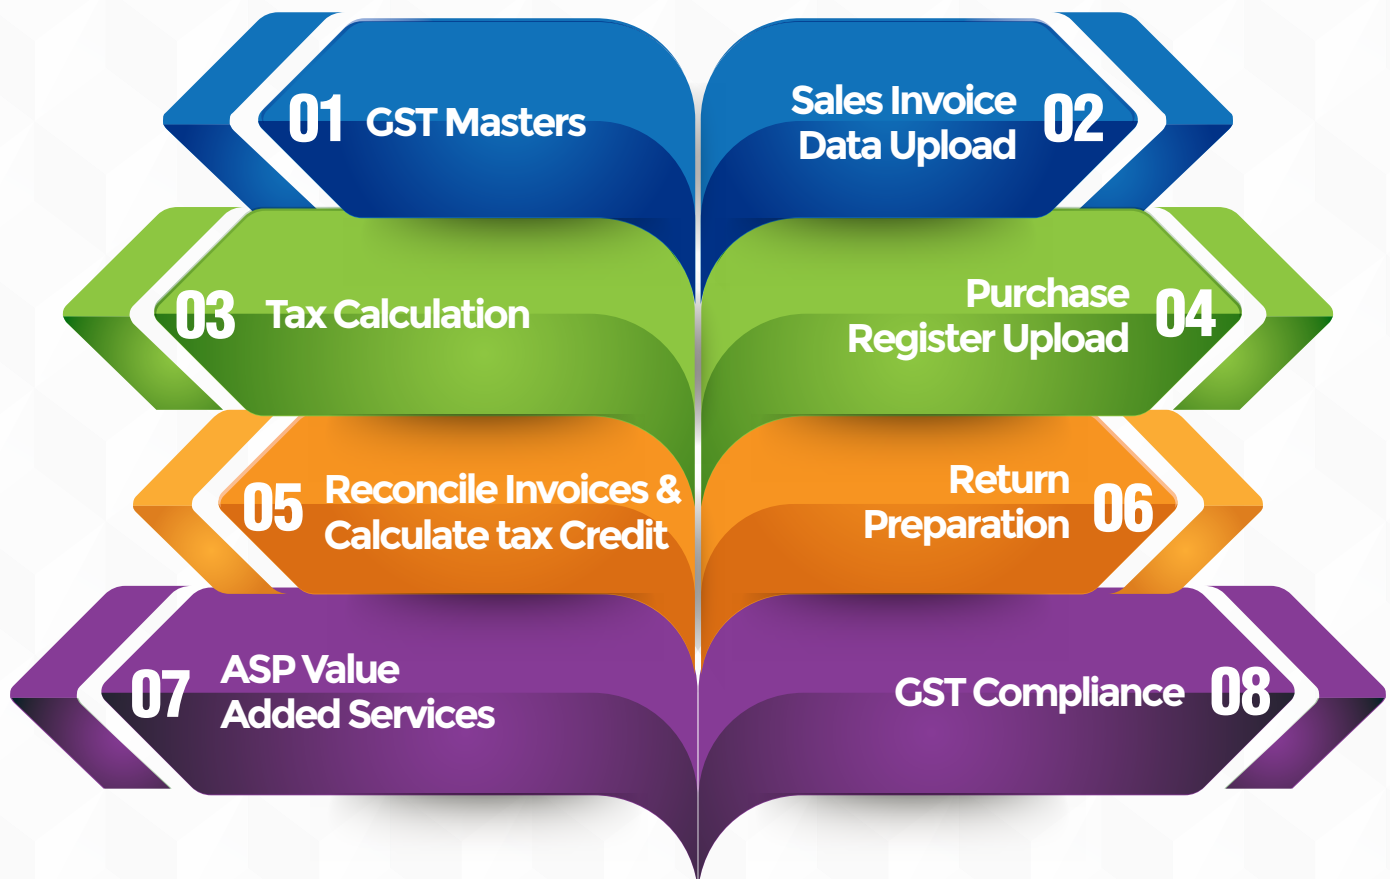 01 GST Masters
Sales Invoice
Data Upload
02
03 Tax Calculation
Purchase
Register Upload
04
05
Reconcile Invoices &
Calculate tax Credit
Return
Preparation
06
07
ASP Value
Added Services
GST Compliance 08